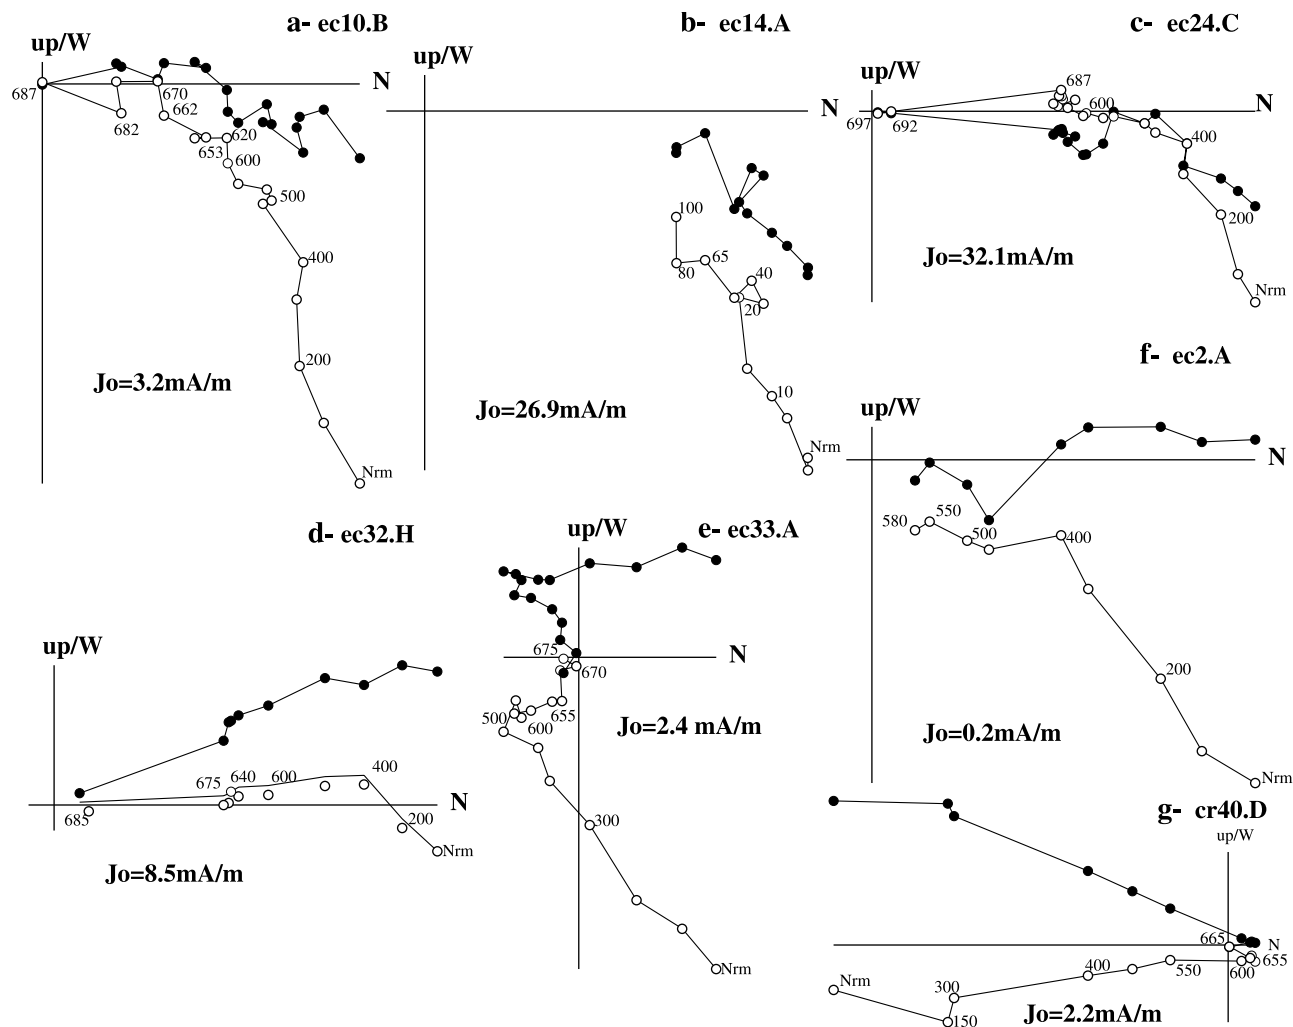 a- ec10.B
up/W
N
687
682
670
662
653
620
600
500
400
200
Nrm
Jo=3.2mA/m
b- ec14.A
up/W
N
100
80
65
40
20
10
Nrm
Jo=26.9mA/m
c- ec24.C
up/W
N
697
692
687
600
400
200
Nrm
Jo=32.1mA/m
d- ec32.H
up/W
N
685
675
640
600
400
200
Nrm
Jo=8.5mA/m
e- ec33.A
up/W
N
675
670
655
600
500
300
Nrm
Jo=2.4 mA/m
f- ec2.A
up/W
N
580
550
500
400
200
Nrm
Jo=0.2mA/m
g- cr40.D
up/W
N
665
655
600
550
400
300
150
Nrm
Jo=2.2mA/m